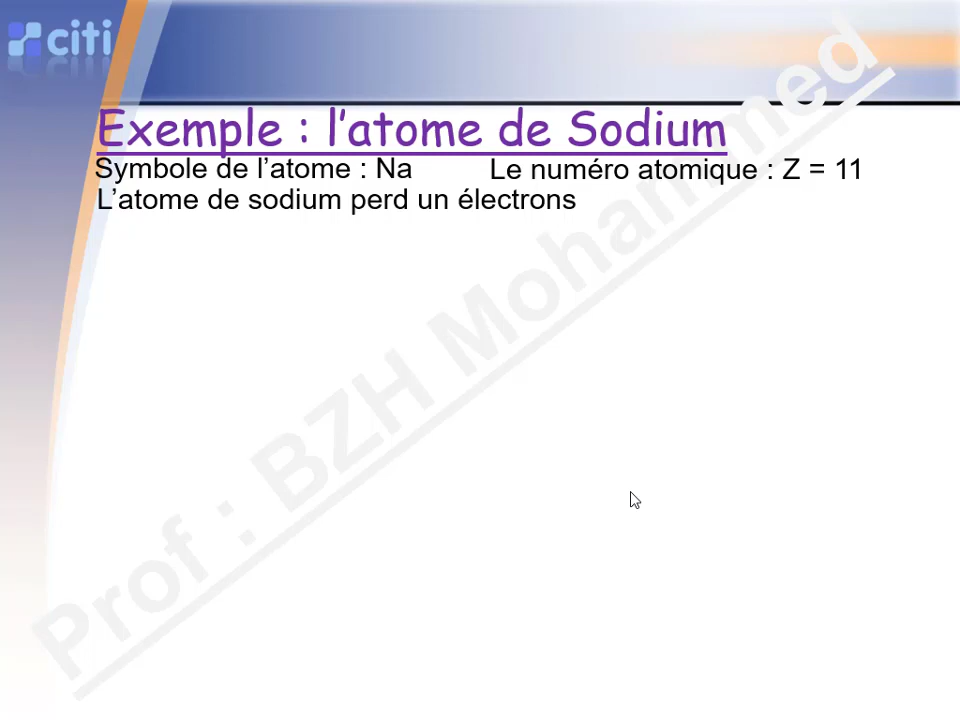 citi
Exemple : l’atome de Sodium
Symbole de l’atome : Na Le numéro atomique : Z = 11
L’atome de sodium perd un électrons
Prof : BZH Mohammed